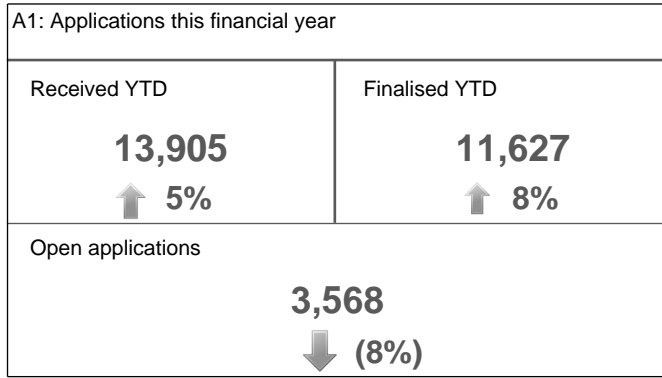 A1: Applications this financial year
Received YTD
13,905
5%
Finalised YTD
11,627
8%
Open applications
3,568
(8%)